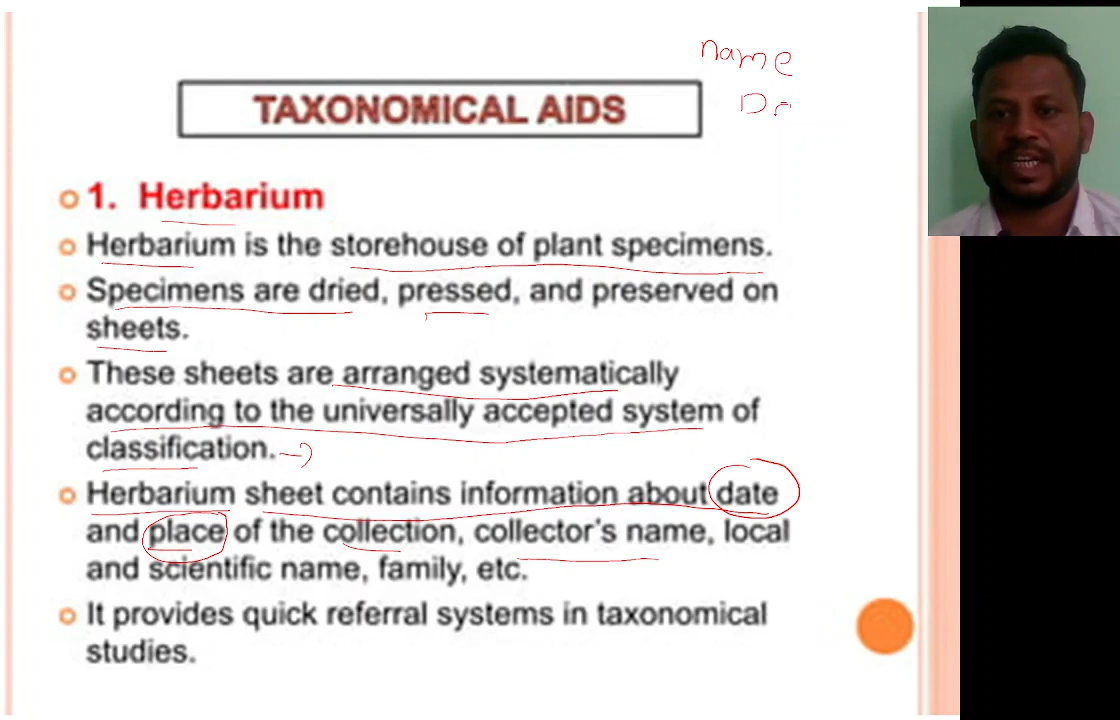 name
TAXONOMICAL AIDS
1. Herbarium
Herbarium is the storehouse of plant specimens.
Specimens are dried, pressed, and preserved on
sheets.
These sheets are arranged systematically
according to the universally accepted system of
classification.
Herbarium sheet contains information about date
and place of the collection, collector's name, local
and scientific name, family, etc.
It provides quick referral systems in taxonomical
studies.